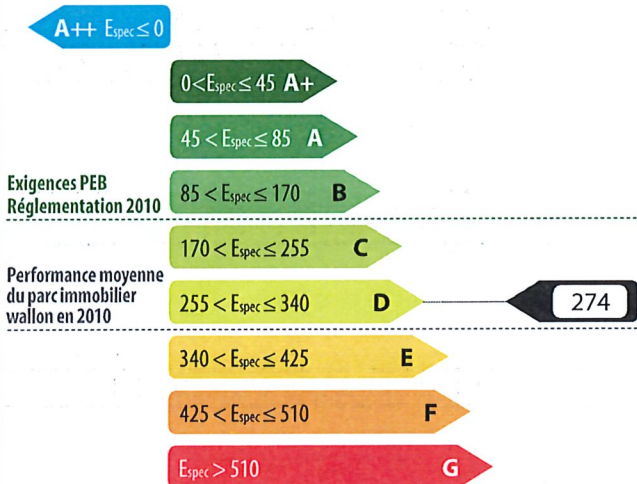 A++ Espec ≤ 0
0 < Espec ≤ 45 A+
45 < Espec ≤ 85 A
Exigences PEB
Réglementation 2010
85 < Espec ≤ 170 B
170 < Espec ≤ 255 C
Performance moyenne
du parc immobilier
wallon en 2010
255 < Espec ≤ 340 D
274
340 < Espec ≤ 425 E
425 < Espec ≤ 510 F
Espec > 510 G